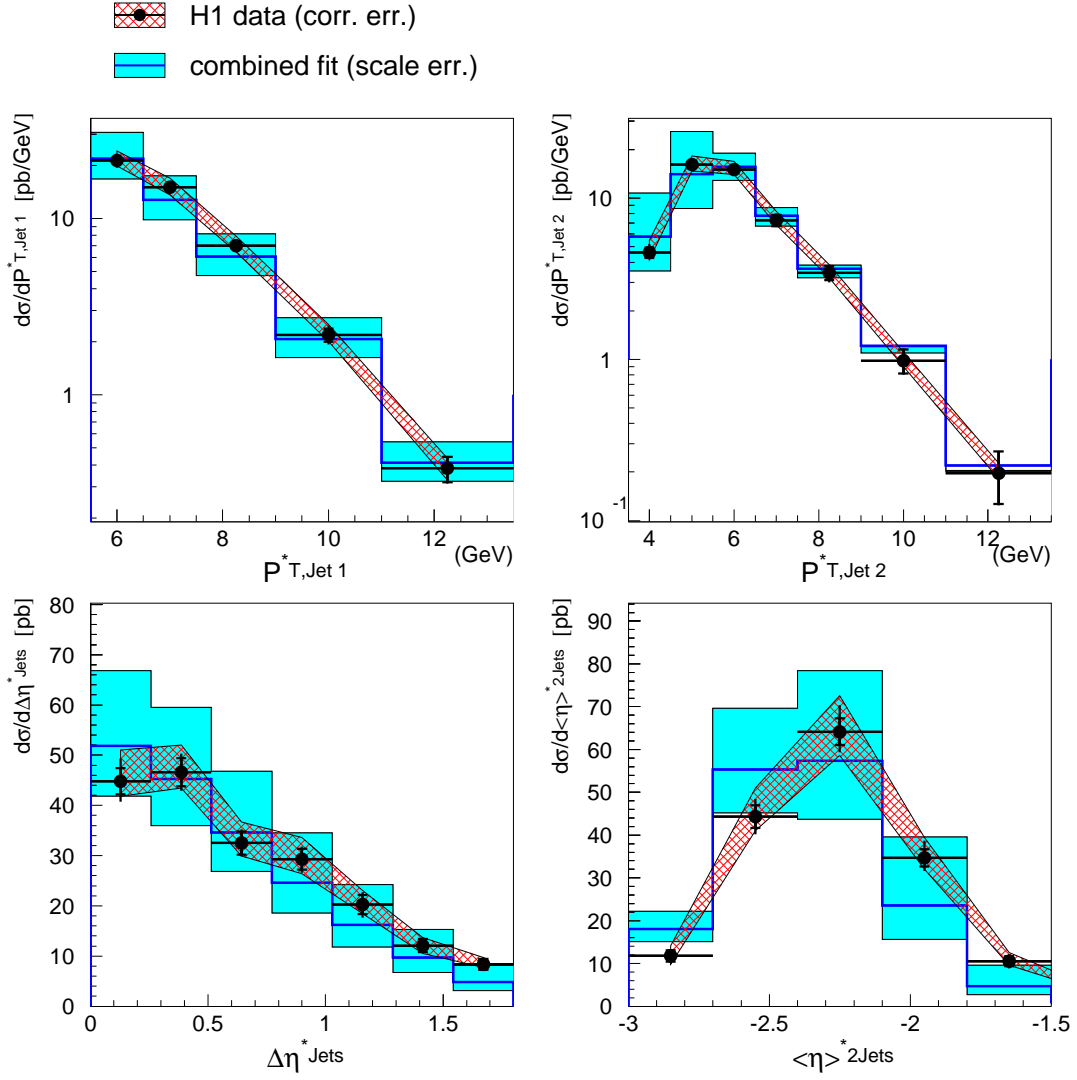 H1 data (corr. err.)
combined fit (scale err.)
dσ/dP*T,Jet 1 [pb/GeV]
10
1
6 8 10 12
(GeV)
P*T,Jet 1
dσ/dP*T,Jet 2 [pb/GeV]
10
1
10 -1
4 6 8 10 12
(GeV)
P*T,Jet 2
dσ/dΔη*Jets [pb]
80
70
60
50
40
30
20
10
0
0 0.5 1 1.5
Δη*Jets
dσ/d<η>*2Jets [pb]
90
80
70
60
50
40
30
20
10
0
-3 -2.5 -2 -1.5
<η>*2Jets